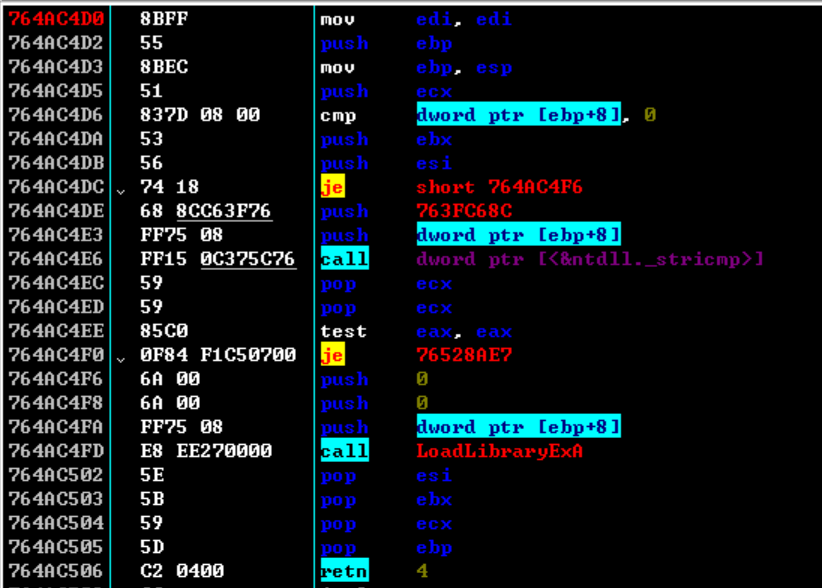 764AC4D0 8BFF mov edi, edi
764AC4D2 55 push ebp
764AC4D3 8BEC mov ebp, esp
764AC4D5 51 push ecx
764AC4D6 837D 08 00 cmp dword ptr [ebp+8], 0
764AC4DA 53 push ebx
764AC4DB 56 push esi
764AC4DC 74 18 je short 764AC4F6
764AC4DE 68 8CC63F76 push 763FC68C
764AC4E3 FF75 08 push dword ptr [ebp+8]
764AC4E6 FF15 0C375C76 call dword ptr [<&ntdll._stricmp>]
764AC4EC 59 pop ecx
764AC4ED 59 pop ecx
764AC4EE 85C0 test eax, eax
764AC4F0 0F84 F1C50700 je 76528AE7
764AC4F6 6A 00 push 0
764AC4F8 6A 00 push 0
764AC4FA FF75 08 push dword ptr [ebp+8]
764AC4FD E8 EE270000 call LoadLibraryExA
764AC502 5E pop esi
764AC503 5B pop ebx
764AC504 59 pop ecx
764AC505 5D pop ebp
764AC506 C2 0400 retn 4